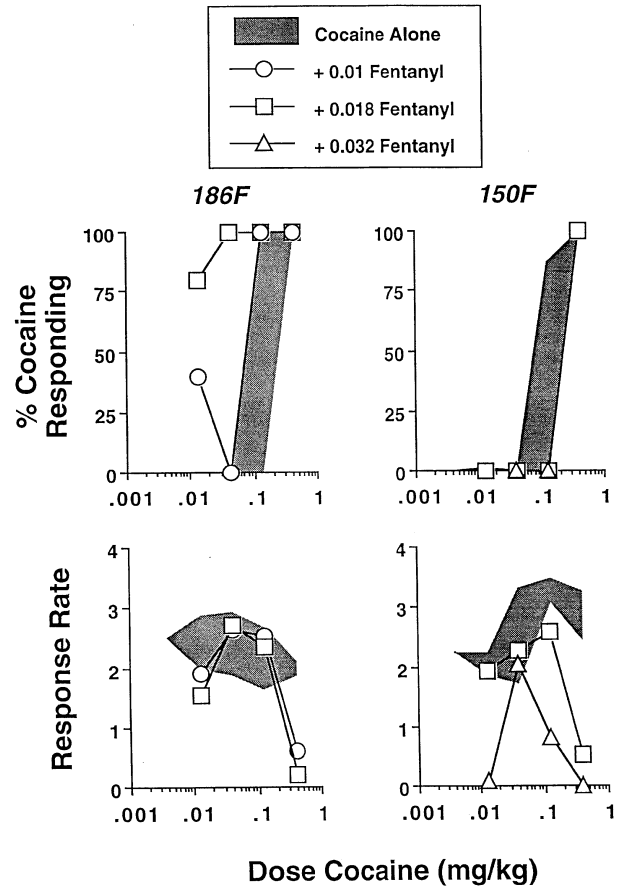 Cocaine Alone
+ 0.01 Fentanyl
+ 0.018 Fentanyl
+ 0.032 Fentanyl
186F
150F
% Cocaine
Responding
100
75
50
25
0
.001 .01 .1 1
100
75
50
25
0
.001 .01 .1 1
Response Rate
4
3
2
1
0
.001 .01 .1 1
4
3
2
1
0
.001 .01 .1 1
Dose Cocaine (mg/kg)